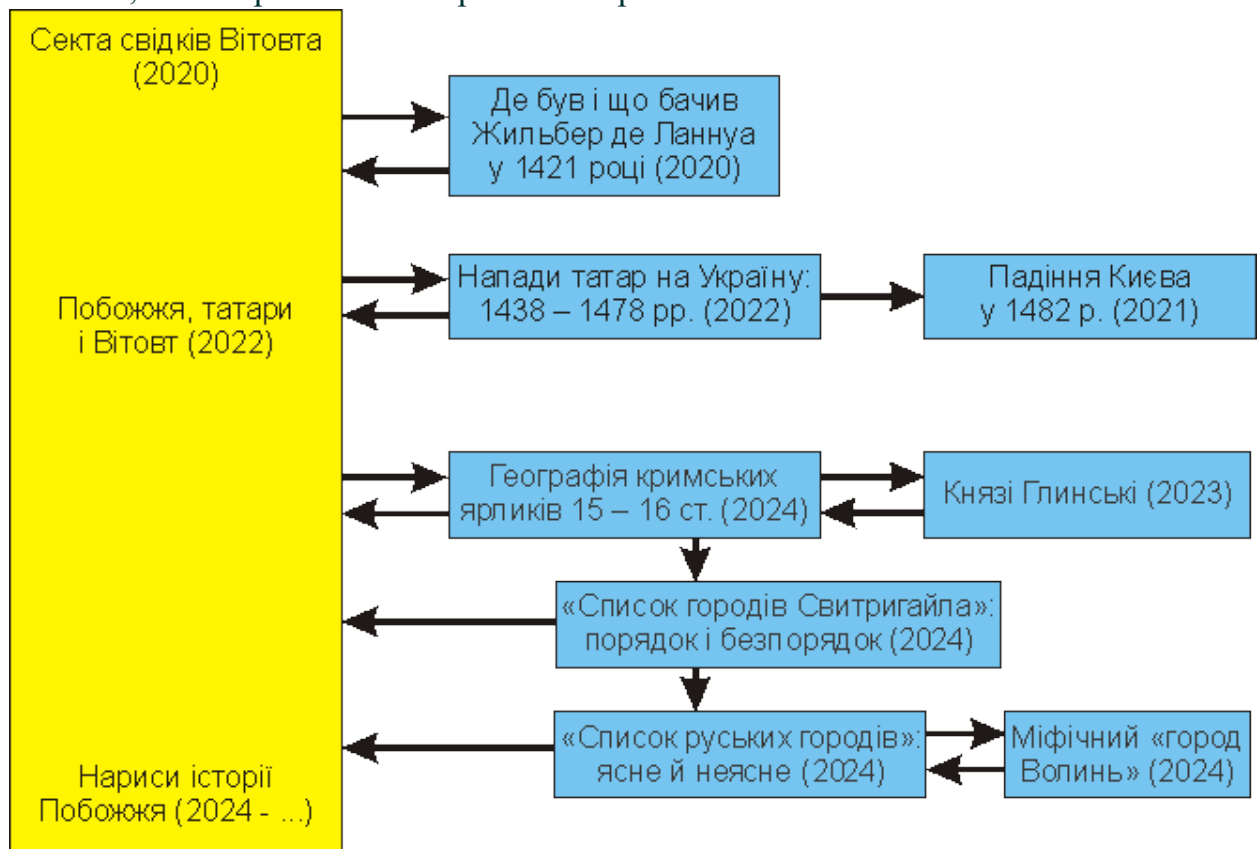 Секта свідків Вітовта
(2020)
Де був і що бачив
Жильбер де Ланнуа
у 1421 році (2020)
Побожжя, татари
і Вітовт (2022)
Напади татар на Україну:
1438 – 1478 рр. (2022)
Падіння Києва
у 1482 р. (2021)
Географія кримських
ярликів 15 – 16 ст. (2024)
Князі Глинські (2023)
«Список городів Свитригайла»:
порядок і безпорядок (2024)
«Список руських городів»:
ясне й неясне (2024)
Міфічний «город
Волинь» (2024)
Нариси історії
Побожжя (2024 - ...)